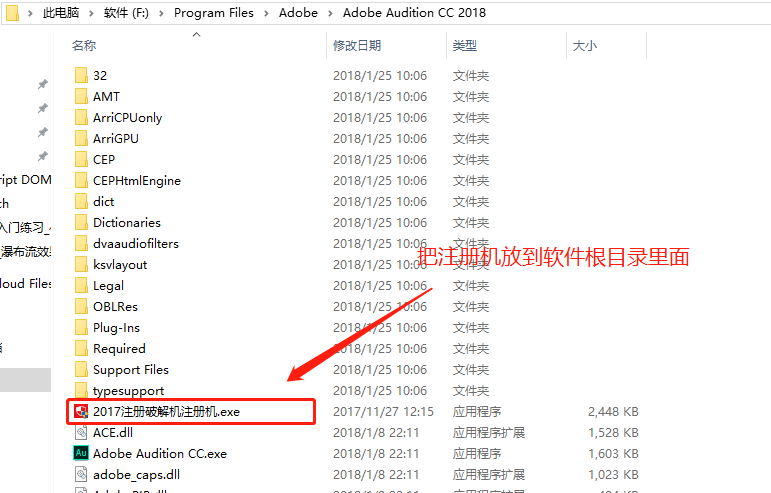 此电脑 › 软件 (F:) › Program Files › Adobe › Adobe Audition CC 2018
名称 修改日期 类型 大小
32 2018/1/25 10:06 文件夹
AMT 2018/1/25 10:06 文件夹
ArriCPUonly 2018/1/25 10:06 文件夹
ArriGPU 2018/1/25 10:06 文件夹
CEP 2018/1/25 10:06 文件夹
CEPHtmlEngine 2018/1/25 10:06 文件夹
ript DOM
dict 2018/1/25 10:06 文件夹
ch
Dictionaries 2018/1/25 10:06 文件夹
入门练习_
dvaaudiofilters 2018/1/25 10:06 文件夹
_瀑布流效果
把注册机放到软件根目录里面
ksvlayout 2018/1/25 10:06 文件夹
Legal 2018/1/25 10:06 文件夹
loud Files
OBLRes 2018/1/25 10:06 文件夹
Plug-Ins 2018/1/25 10:06 文件夹
Required 2018/1/25 10:06 文件夹
Support Files 2018/1/25 10:06 文件夹
typesupport 2018/1/25 10:06 文件夹
2017注册破解机注册机.exe 2017/11/27 12:15 应用程序 2,448 KB
ACE.dll 2018/1/8 22:11 应用程序扩展 1,528 KB
Au Adobe Audition CC.exe 2018/1/8 22:11 应用程序 1,603 KB
adobe_caps.dll 2018/1/8 22:11 应用程序扩展 1,023 KB